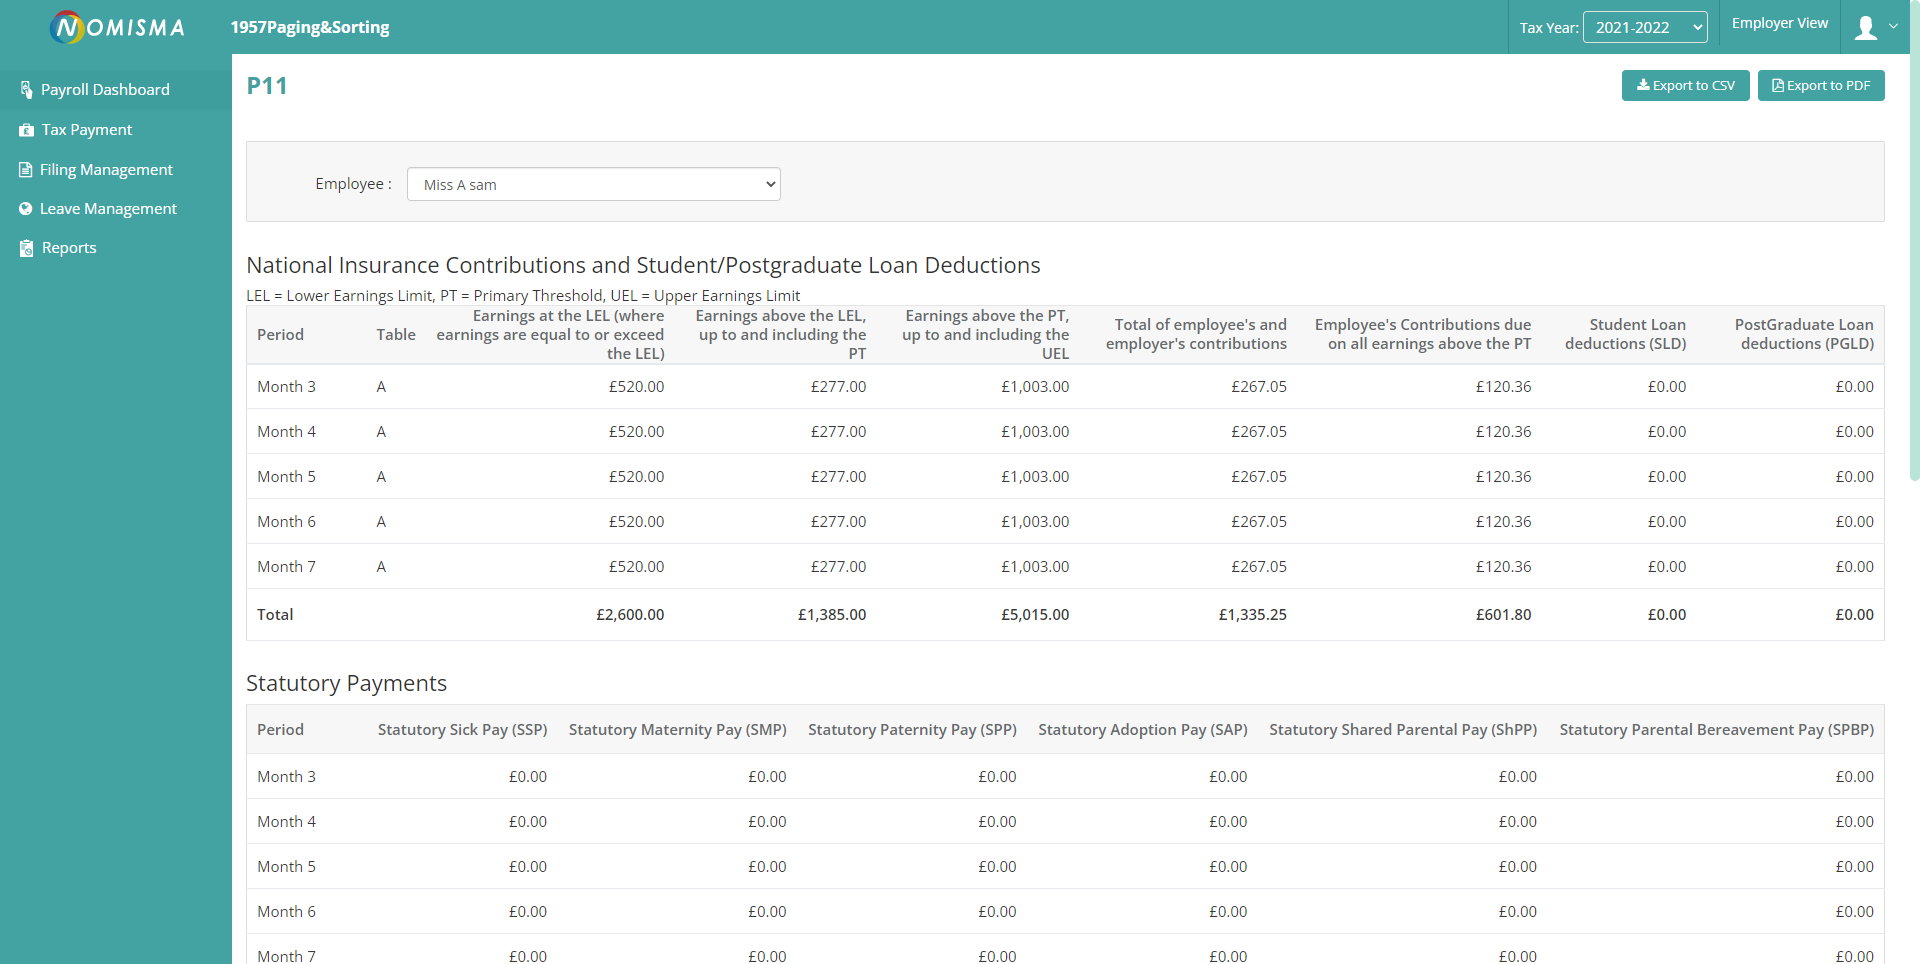 NOMISMA
1957Paging&Sorting
Tax Year: 2021-2022
Employer View
Payroll Dashboard
Tax Payment
Filing Management
Leave Management
Reports
P11
Export to CSV
Export to PDF
Employee : Miss A sam
National Insurance Contributions and Student/Postgraduate Loan Deductions
LEL = Lower Earnings Limit, PT = Primary Threshold, UEL = Upper Earnings Limit
Period Table Earnings at the LEL (where earnings are equal to or exceed the LEL) Earnings above the LEL, up to and including the PT Earnings above the PT, up to and including the UEL Total of employee's and employer's contributions Employee's Contributions due on all earnings above the PT Student Loan deductions (SLD) PostGraduate Loan deductions (PGLD)
Month 3 A £520.00 £277.00 £1,003.00 £267.05 £120.36 £0.00 £0.00
Month 4 A £520.00 £277.00 £1,003.00 £267.05 £120.36 £0.00 £0.00
Month 5 A £520.00 £277.00 £1,003.00 £267.05 £120.36 £0.00 £0.00
Month 6 A £520.00 £277.00 £1,003.00 £267.05 £120.36 £0.00 £0.00
Month 7 A £520.00 £277.00 £1,003.00 £267.05 £120.36 £0.00 £0.00
Total £2,600.00 £1,385.00 £5,015.00 £1,335.25 £601.80 £0.00 £0.00
Statutory Payments
Period Statutory Sick Pay (SSP) Statutory Maternity Pay (SMP) Statutory Paternity Pay (SPP) Statutory Adoption Pay (SAP) Statutory Shared Parental Pay (ShPP) Statutory Parental Bereavement Pay (SPBP)
Month 3 £0.00 £0.00 £0.00 £0.00 £0.00 £0.00
Month 4 £0.00 £0.00 £0.00 £0.00 £0.00 £0.00
Month 5 £0.00 £0.00 £0.00 £0.00 £0.00 £0.00
Month 6 £0.00 £0.00 £0.00 £0.00 £0.00 £0.00
Month 7 £0.00 £0.00 £0.00 £0.00 £0.00 £0.00